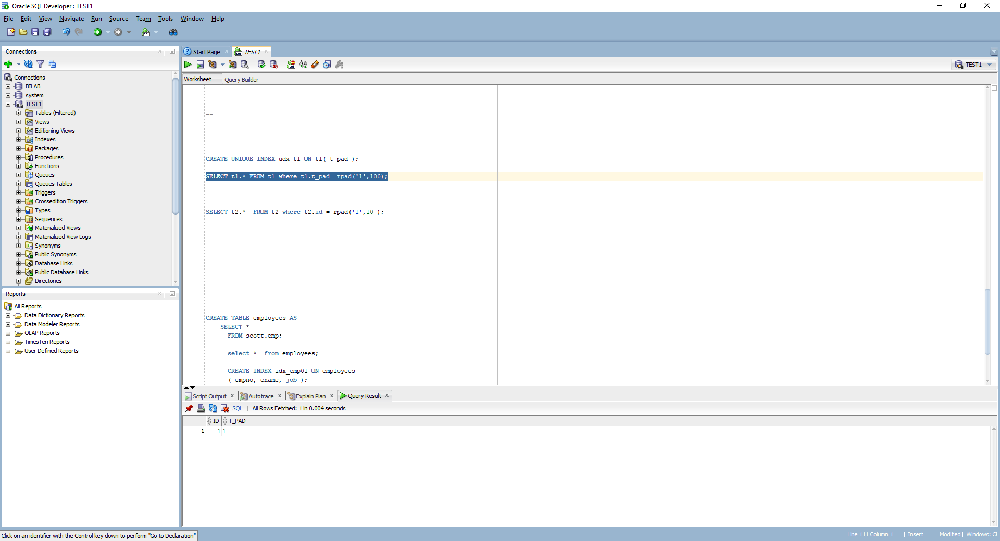 Oracle SQL Developer : TEST1
File Edit View Navigate Run Source Team Tools Window Help
Connections
Connections
BILAB
system
TEST1
Tables (Filtered)
Views
Editioning Views
Indexes
Packages
Procedures
Functions
Queues
Queues Tables
Triggers
Crossedition Triggers
Types
Sequences
Materialized Views
Materialized View Logs
Synonyms
Public Synonyms
Database Links
Public Database Links
Directories
Reports
All Reports
Data Dictionary Reports
Data Modeler Reports
OLAP Reports
TimesTen Reports
User Defined Reports
Start Page TEST1
TEST1
Worksheet Query Builder
--
CREATE UNIQUE INDEX udx_t1 ON t1( t_pad );
SELECT t1.* FROM t1 where t1.t_pad =rpad('1',100);
SELECT t2.*  FROM t2 where t2.id = rpad('1',10 );
CREATE TABLE employees AS
SELECT *
FROM scott.emp;
select *  from employees;
CREATE INDEX idx_emp01 ON employees
( empno, ename, job );
Script Output Autotrace Explain Plan Query Result
SQL All Rows Fetched: 1 in 0.004 seconds
ID T_PAD
1 1 1
Click on an identifier with the Control key down to perform "Go to Declaration"
Line 111 Column 1 Insert Modified Windows: CF